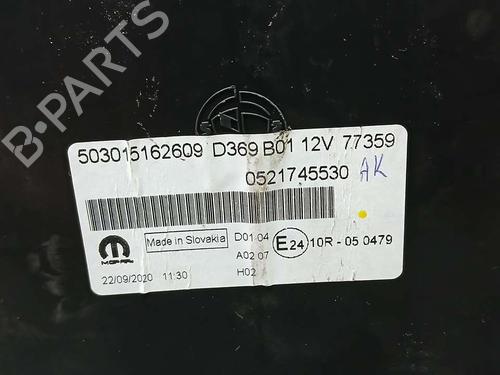 503015162609 D369 B01 12V 77359
0521745530 AK
MOPAR
Made in Slovakia
D01 04
A02 07
H02
E24 10R - 05 0479
22/09/2020 11:30
B-PARTS